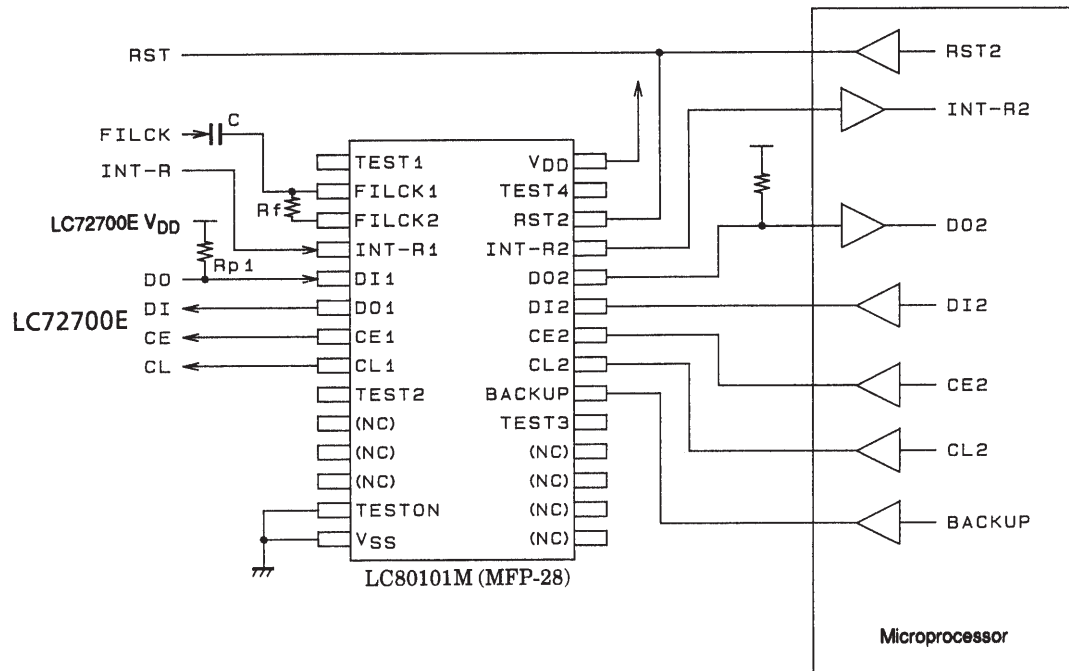 RST
RST2
INT-R2
FILCK
C
INT-R
TEST1
VDD
FILCK1
TEST4
Rf
FILCK2
RST2
LC72700E VDD
INT-R1
INT-R2
DO2
Rp1
DO
DI1
DO2
LC72700E
DI
DO1
DI2
DI2
CE
CE1
CE2
CL
CL1
CL2
CE2
TEST2
BACKUP
(NC)
TEST3
(NC)
(NC)
CL2
(NC)
(NC)
TESTON
(NC)
BACKUP
VSS
(NC)
LC80101M (MFP-28)
Microprocessor